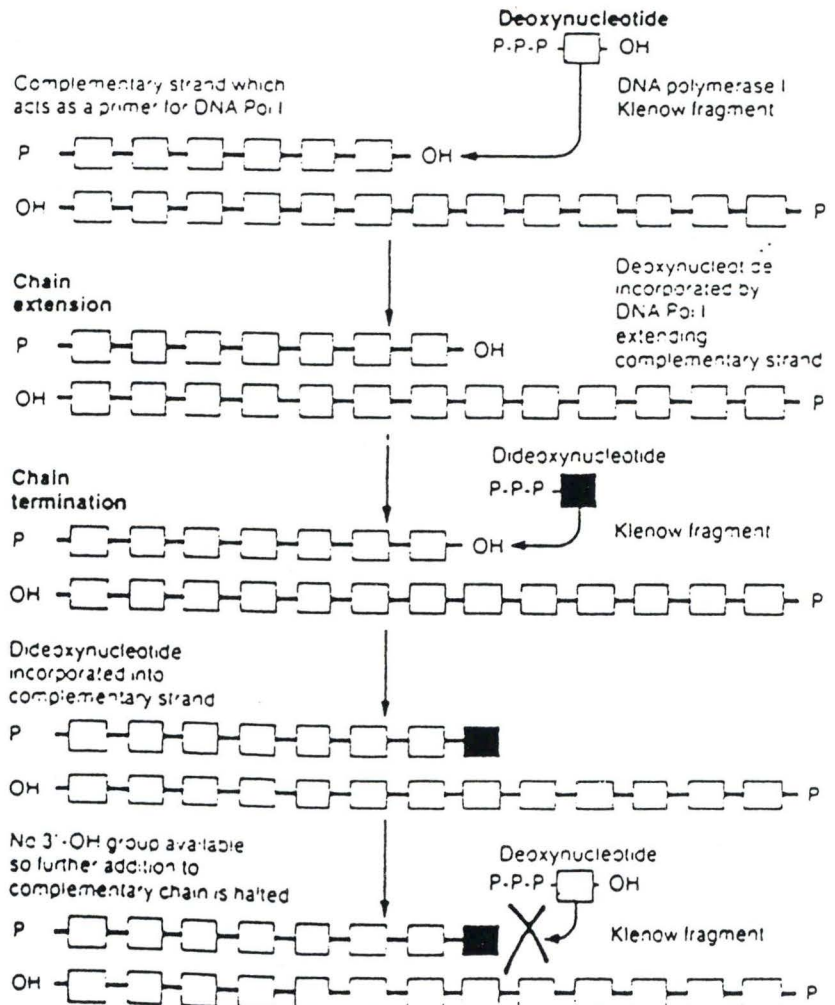 Deoxynucleotide
P-P-P OH
Complementary strand which
acts as a primer for DNA Pol I
DNA polymerase I
Klenow fragment
P OH
OH P
Chain
extension
Deoxynucleotide
incorporated by
DNA Pol I
extending
complementary strand
P OH
OH P
Dideoxynucleotide
Chain
termination
P-P-P
Klenow fragment
P OH
OH P
Dideoxynucleotide
incorporated into
complementary strand
P
OH P
No 3'-OH group available
so further addition to
complementary chain is halted
Deoxynucleotide
P-P-P OH
P
Klenow fragment
OH P